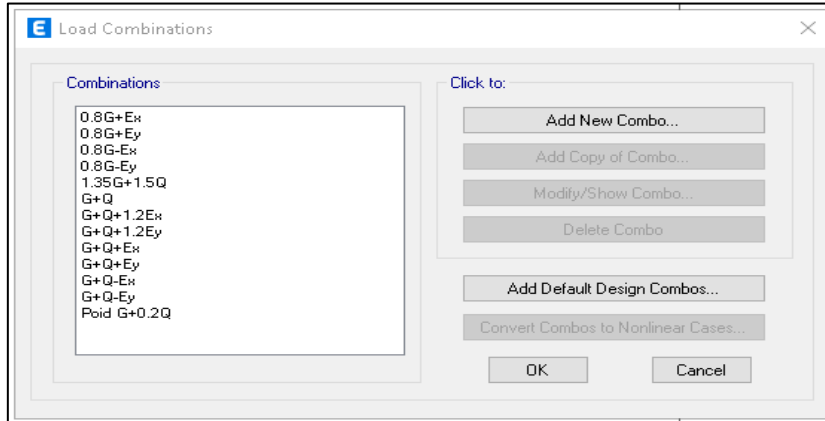 E Load Combinations
Combinations
0.8G+Ex
0.8G+Ey
0.8G-Ex
0.8G-Ey
1.35G+1.5Q
G+Q
G+Q+1.2Ex
G+Q+1.2Ey
G+Q+Ex
G+Q+Ey
G+Q-Ex
G+Q-Ey
Poid G+0.2Q
Click to:
Add New Combo...
Add Copy of Combo...
Modify/Show Combo...
Delete Combo
Add Default Design Combos...
Convert Combos to Nonlinear Cases...
OK
Cancel